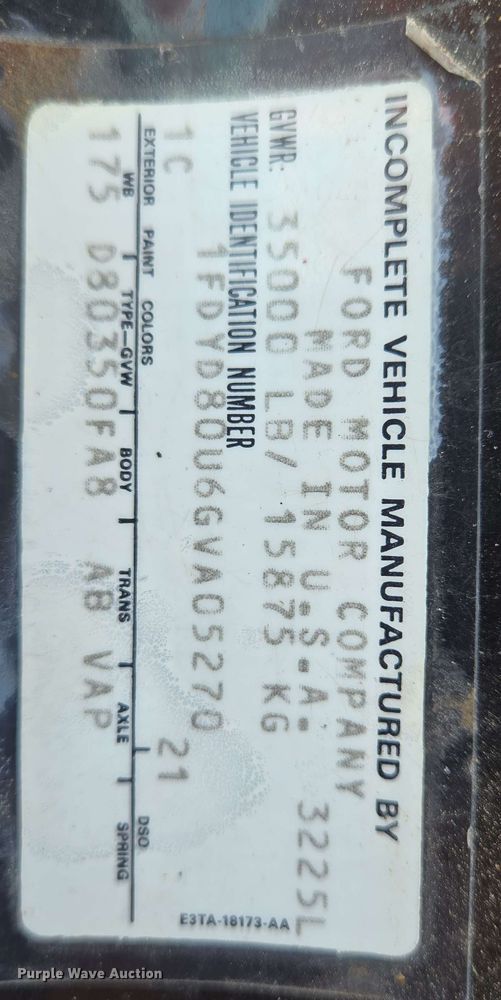 INCOMPLETE VEHICLE MANUFACTURED BY
FORD MOTOR COMPANY
MADE IN U.S.A. 3225L
GVWR: 35000 LB/ 15875 KG
VEHICLE IDENTIFICATION NUMBER
1FDYD80U6GVA05270
1C 21
EXTERIOR PAINT COLORS DSO
WB TYPE-GVW BODY TRANS AXLE SPRING
175 D80350FA8 AB VAP
E3TA-18173-AA
Purple Wave Auction